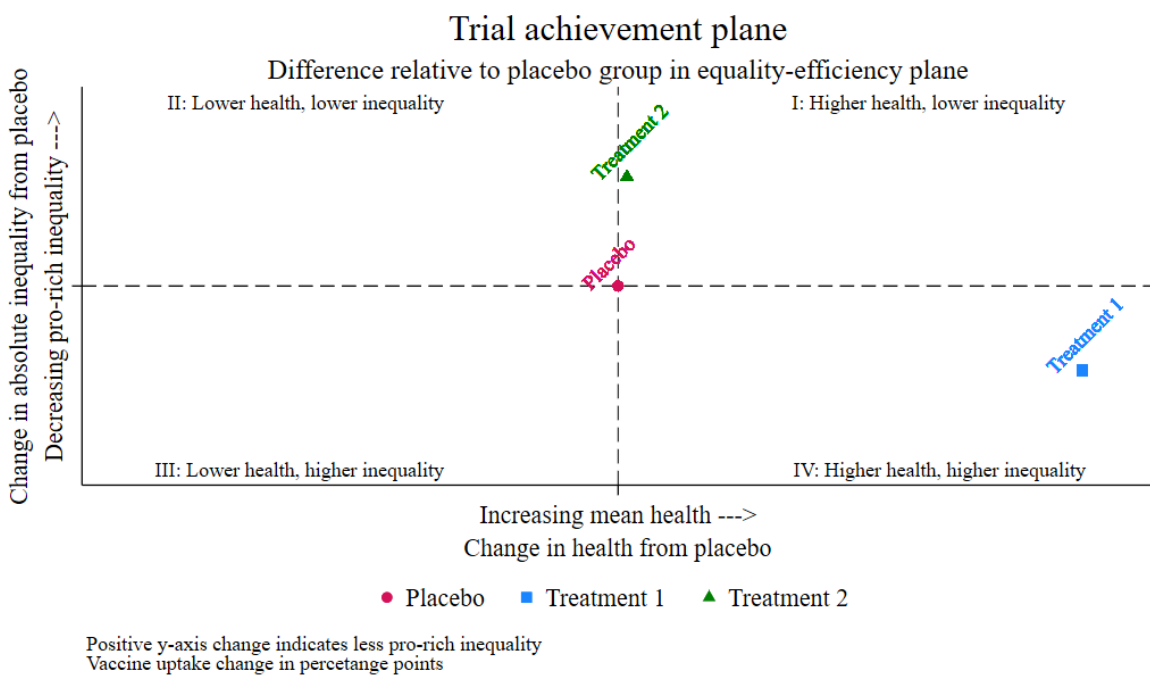 Trial achievement plane
Difference relative to placebo group in equality-efficiency plane
Change in absolute inequality from placebo
Decreasing pro-rich inequality --->
II: Lower health, lower inequality
I: Higher health, lower inequality
Treatment 2
Placebo
Treatment 1
III: Lower health, higher inequality
IV: Higher health, higher inequality
Increasing mean health --->
Change in health from placebo
Placebo
Treatment 1
Treatment 2
Positive y-axis change indicates less pro-rich inequality
Vaccine uptake change in percetange points